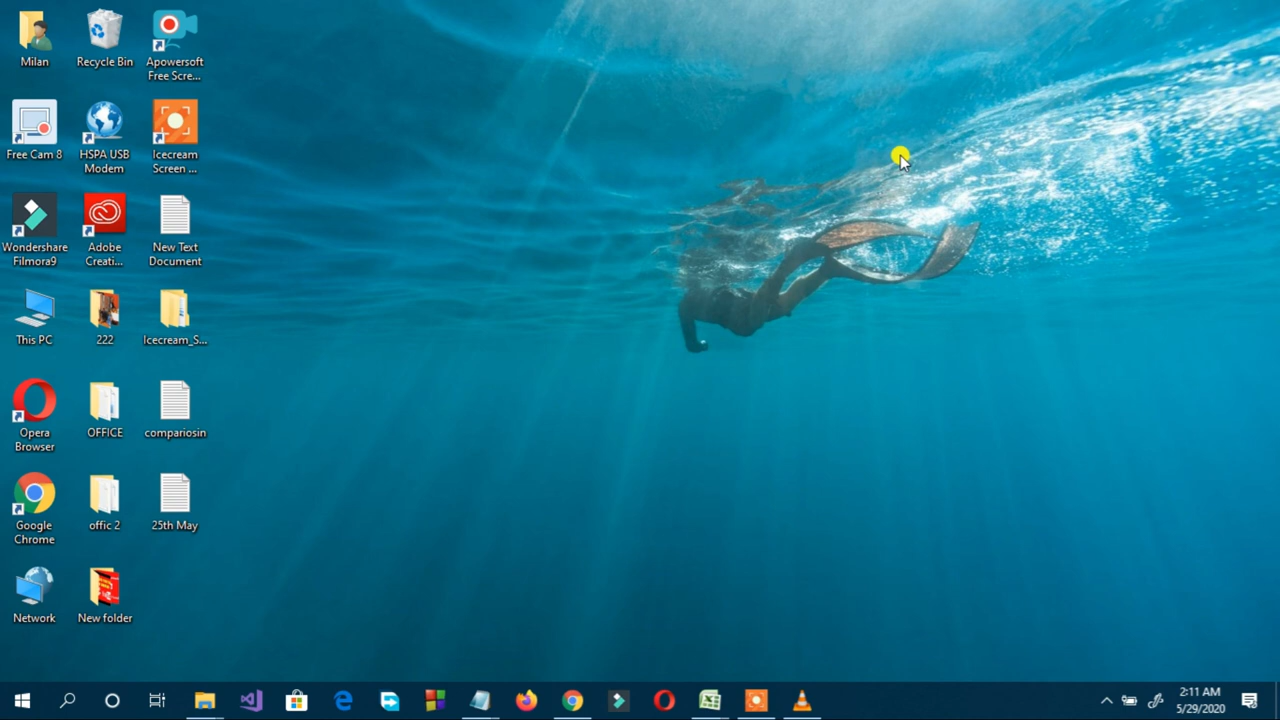 Milan
Recycle Bin
Apowersoft
Free Scre...
Free Cam 8
HSPA USB
Modem
Icecream
Screen ...
Wondershare
Filmora9
Adobe
Creati...
New Text
Document
This PC
222
Icecream_S...
Opera
Browser
OFFICE
compariosin
Google
Chrome
offic 2
25th May
Network
New folder
2:11 AM
5/29/2020